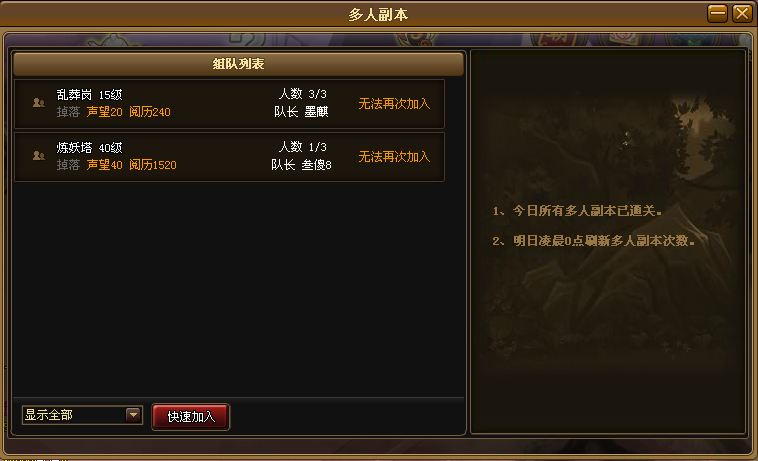 多人副本
组队列表
乱葬岗 15级 人数 3/3 无法再次加入
掉落 声望20 阅历240 队长 墨麒
炼妖塔 40级 人数 1/3 无法再次加入
掉落 声望40 阅历1520 队长 叁傻8
1、今日所有多人副本已通关。
2、明日凌晨0点刷新多人副本次数。
显示全部 快速加入